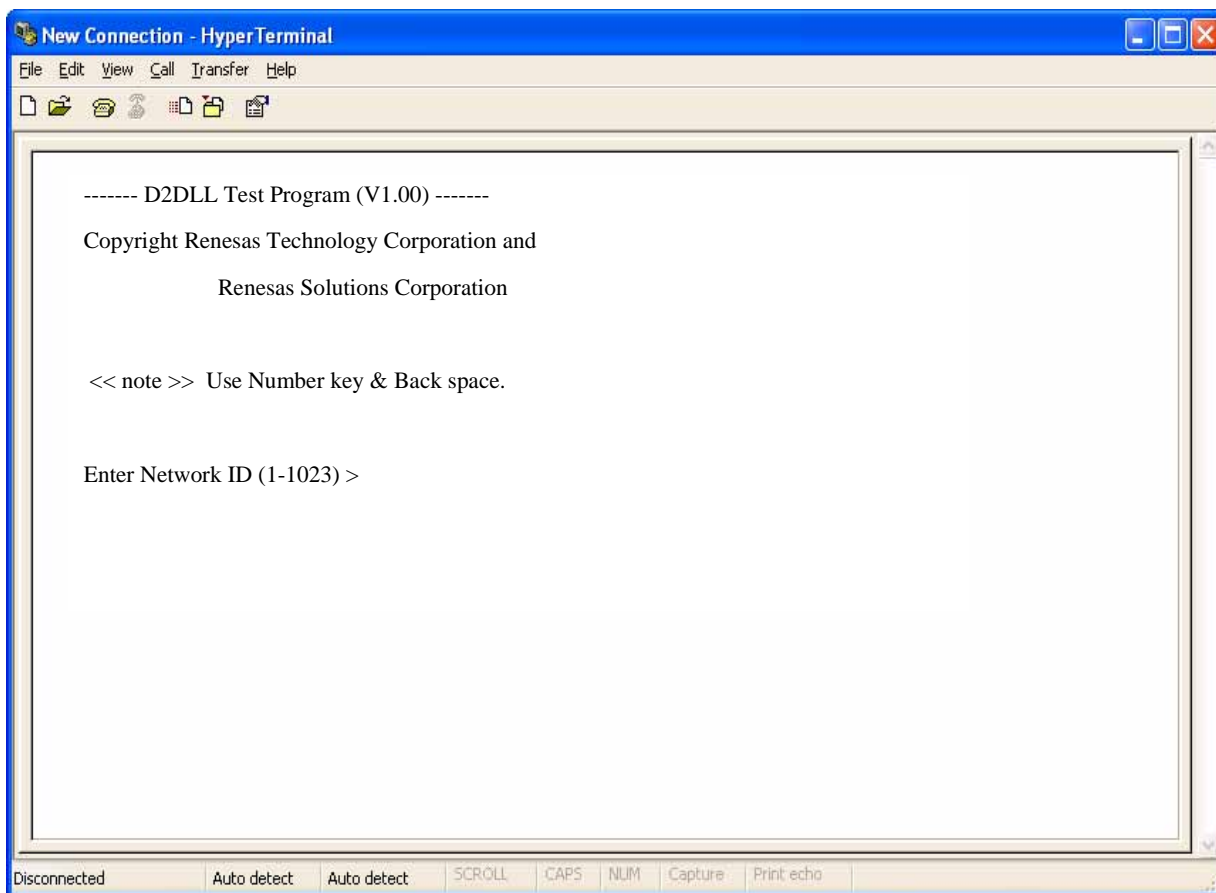 New Connection - HyperTerminal
File Edit View Call Transfer Help
------- D2DLL Test Program (V1.00) -------
Copyright Renesas Technology Corporation and
Renesas Solutions Corporation
<< note >> Use Number key & Back space.
Enter Network ID (1-1023) >
Disconnected Auto detect Auto detect SCROLL CAPS NUM Capture Print echo